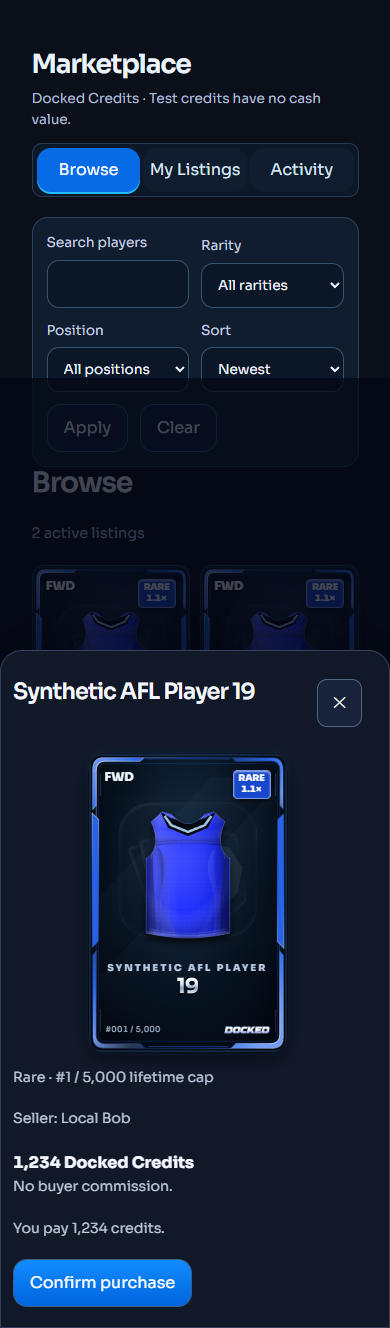 Marketplace
Docked Credits · Test credits have no cash
value.
Browse My Listings Activity
Search players Rarity
All rarities
Position Sort
All positions Newest
Apply Clear
Browse
2 active listings
FWD RARE 1.1× FWD RARE 1.1×
Synthetic AFL Player 19 ×
FWD RARE
1.1×
SYNTHETIC AFL PLAYER
19
#001 / 5,000 DOCKED
Rare · #1 / 5,000 lifetime cap
Seller: Local Bob
1,234 Docked Credits
No buyer commission.
You pay 1,234 credits.
Confirm purchase